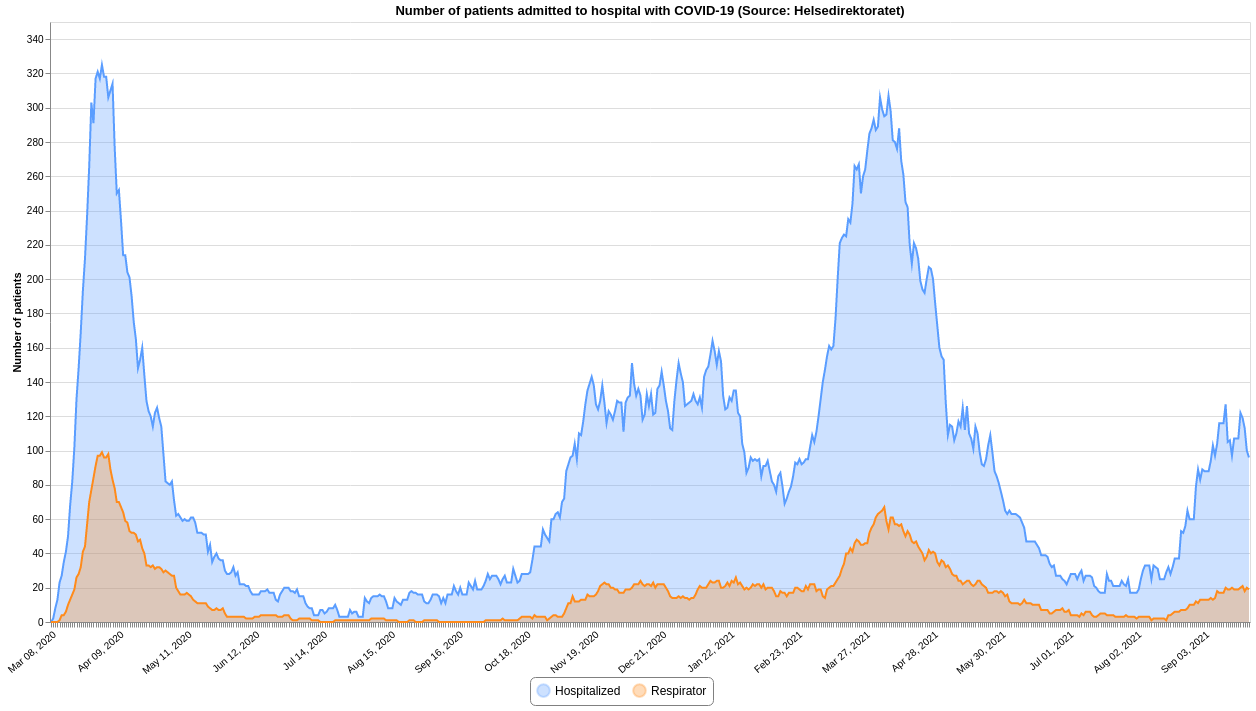 Number of patients admitted to hospital with COVID-19 (Source: Helsedirektoratet)
340
320
300
280
260
240
220
200
180
160
140
120
100
80
60
40
20
0
Number of patients
Mar 08, 2020
Apr 09, 2020
May 11, 2020
Jun 12, 2020
Jul 14, 2020
Aug 15, 2020
Sep 16, 2020
Oct 18, 2020
Nov 19, 2020
Dec 21, 2020
Jan 22, 2021
Feb 23, 2021
Mar 27, 2021
Apr 28, 2021
May 30, 2021
Jul 01, 2021
Aug 02, 2021
Sep 03, 2021
Hospitalized Respirator